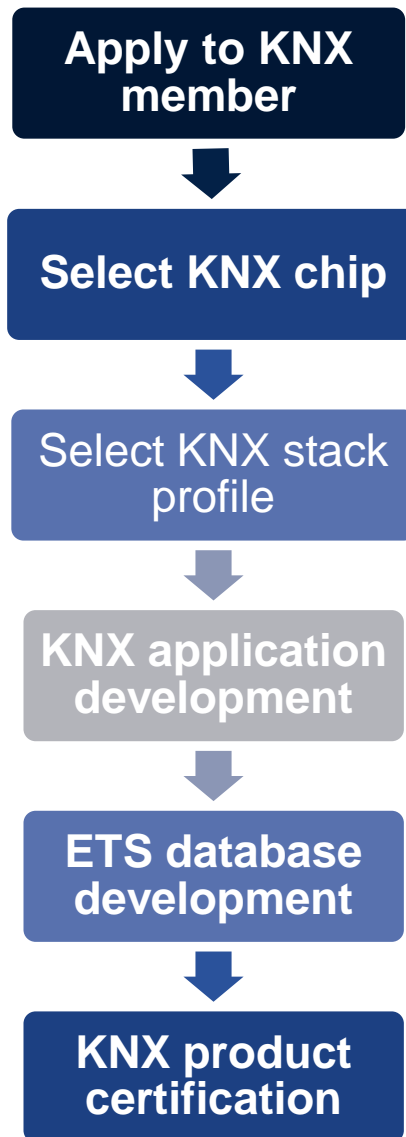 Apply to KNX
member
Select KNX chip
Select KNX stack
profile
KNX application
development
ETS database
development
KNX product
certification